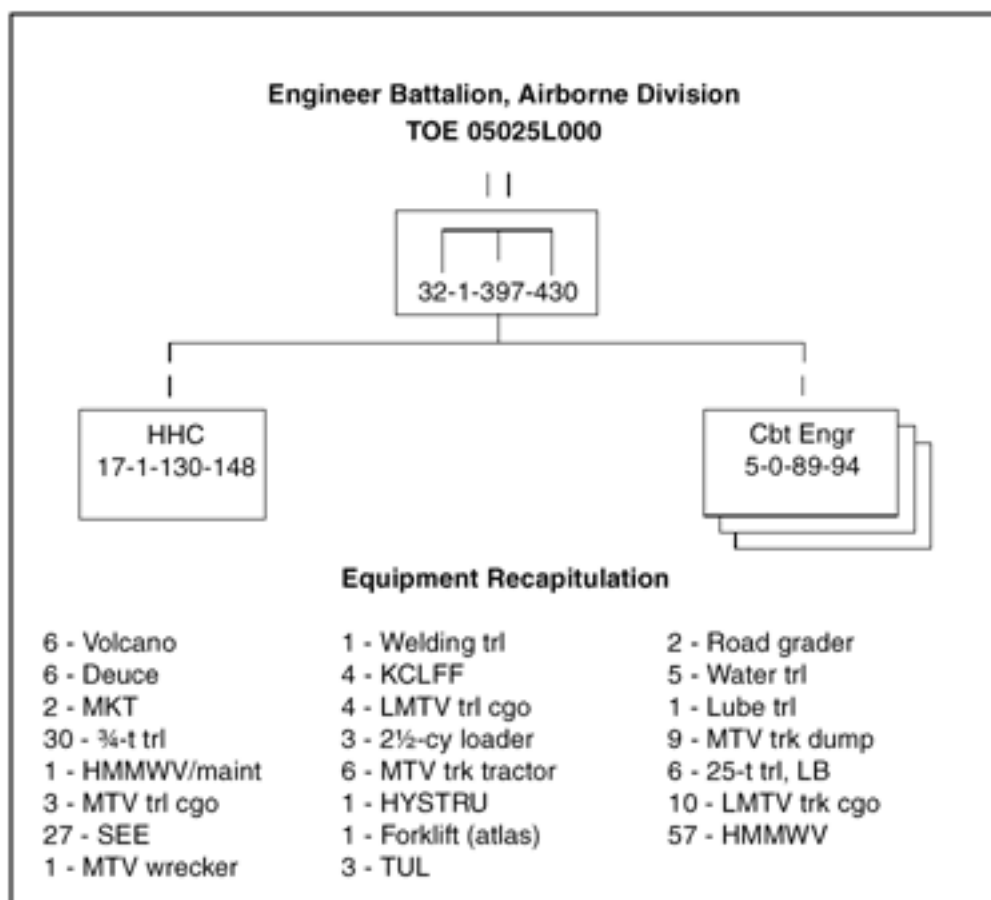 Engineer Battalion, Airborne Division
TOE 05025L000
32-1-397-430
HHC
17-1-130-148
Cbt Engr
5-0-89-94
Equipment Recapitulation
6 - Volcano
6 - Deuce
2 - MKT
30 - ¾-t trl
1 - HMMWV/maint
3 - MTV trl cgo
27 - SEE
1 - MTV wrecker
1 - Welding trl
4 - KCLFF
4 - LMTV trl cgo
3 - 2½-cy loader
6 - MTV trk tractor
1 - HYSTRU
1 - Forklift (atlas)
3 - TUL
2 - Road grader
5 - Water trl
1 - Lube trl
9 - MTV trk dump
6 - 25-t trl, LB
10 - LMTV trk cgo
57 - HMMWV